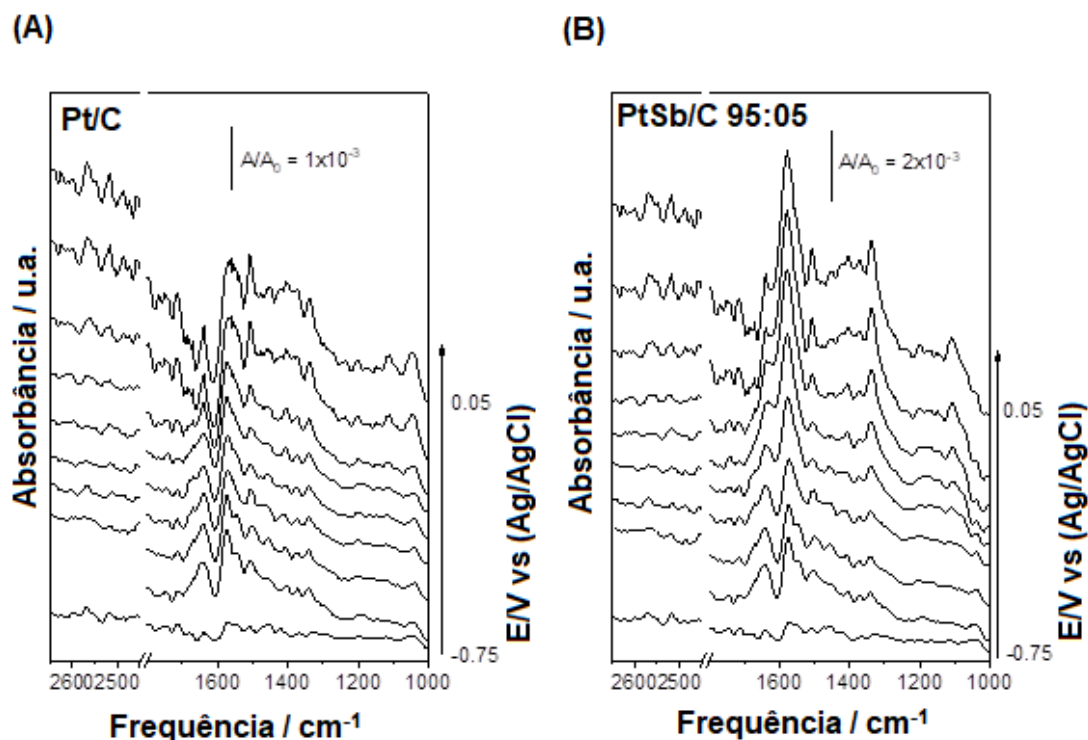 (A)
(B)
Pt/C
PtSb/C 95:05
A/A₀ = 1x10⁻³
A/A₀ = 2x10⁻³
Absorbância / u.a.
0.05
-0.75
E/V vs (Ag/AgCl)
Absorbância / u.a.
0.05
-0.75
E/V vs (Ag/AgCl)
2600 2500 1600 1400 1200 1000
2600 2500 1600 1400 1200 1000
Frequência / cm⁻¹
Frequência / cm⁻¹